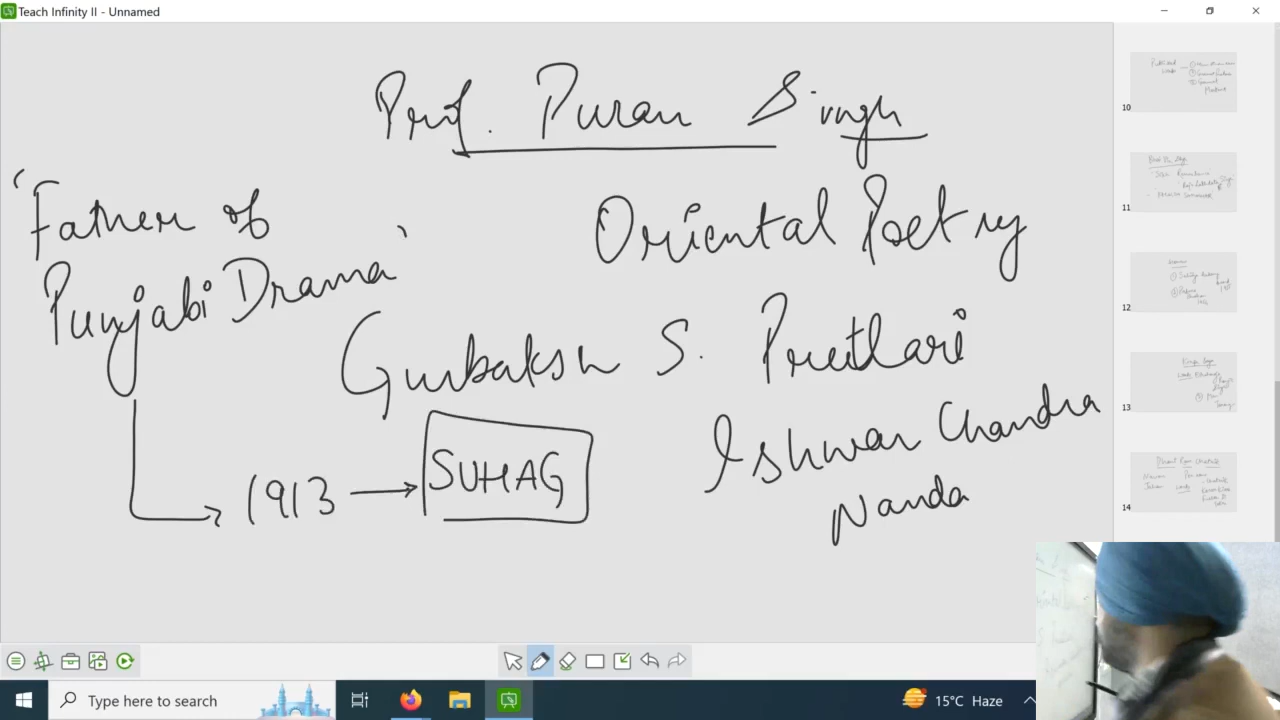 Teach Infinity II - Unnamed
Prof. Puran Singh
'Father of
Punjabi Drama'
Oriental Poetry
Gurbaksh S. Preetlari
1913 → SUHAG
Ishwar Chandra
Nanda
10
11
12
13
14
Type here to search
15°C Haze